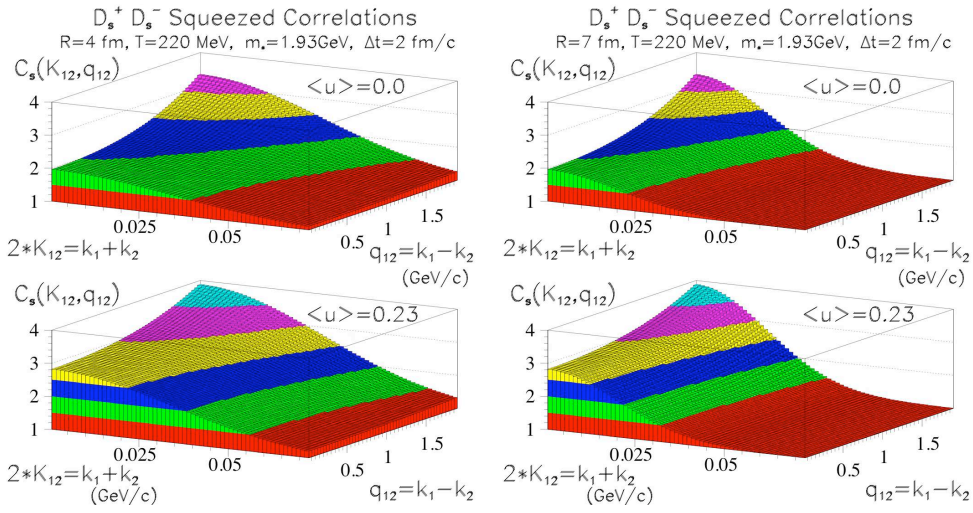 D_s^+ D_s^- Squeezed Correlations
R=4 fm, T=220 MeV, m_*=1.93GeV, Δt=2 fm/c
C_s(K_12,q_12)
<u>=0.0
4
3
2
1
0.025
0.05
0.5
1
1.5
2*K_12=k_1+k_2
q_12=k_1-k_2
(GeV/c)
D_s^+ D_s^- Squeezed Correlations
R=7 fm, T=220 MeV, m_*=1.93GeV, Δt=2 fm/c
C_s(K_12,q_12)
<u>=0.0
4
3
2
1
0.025
0.05
0.5
1
1.5
2*K_12=k_1+k_2
q_12=k_1-k_2
(GeV/c)
C_s(K_12,q_12)
<u>=0.23
4
3
2
1
0.025
0.05
0.5
1
1.5
2*K_12=k_1+k_2
(GeV/c)
q_12=k_1-k_2
C_s(K_12,q_12)
<u>=0.23
4
3
2
1
0.025
0.05
0.5
1
1.5
2*K_12=k_1+k_2
(GeV/c)
q_12=k_1-k_2